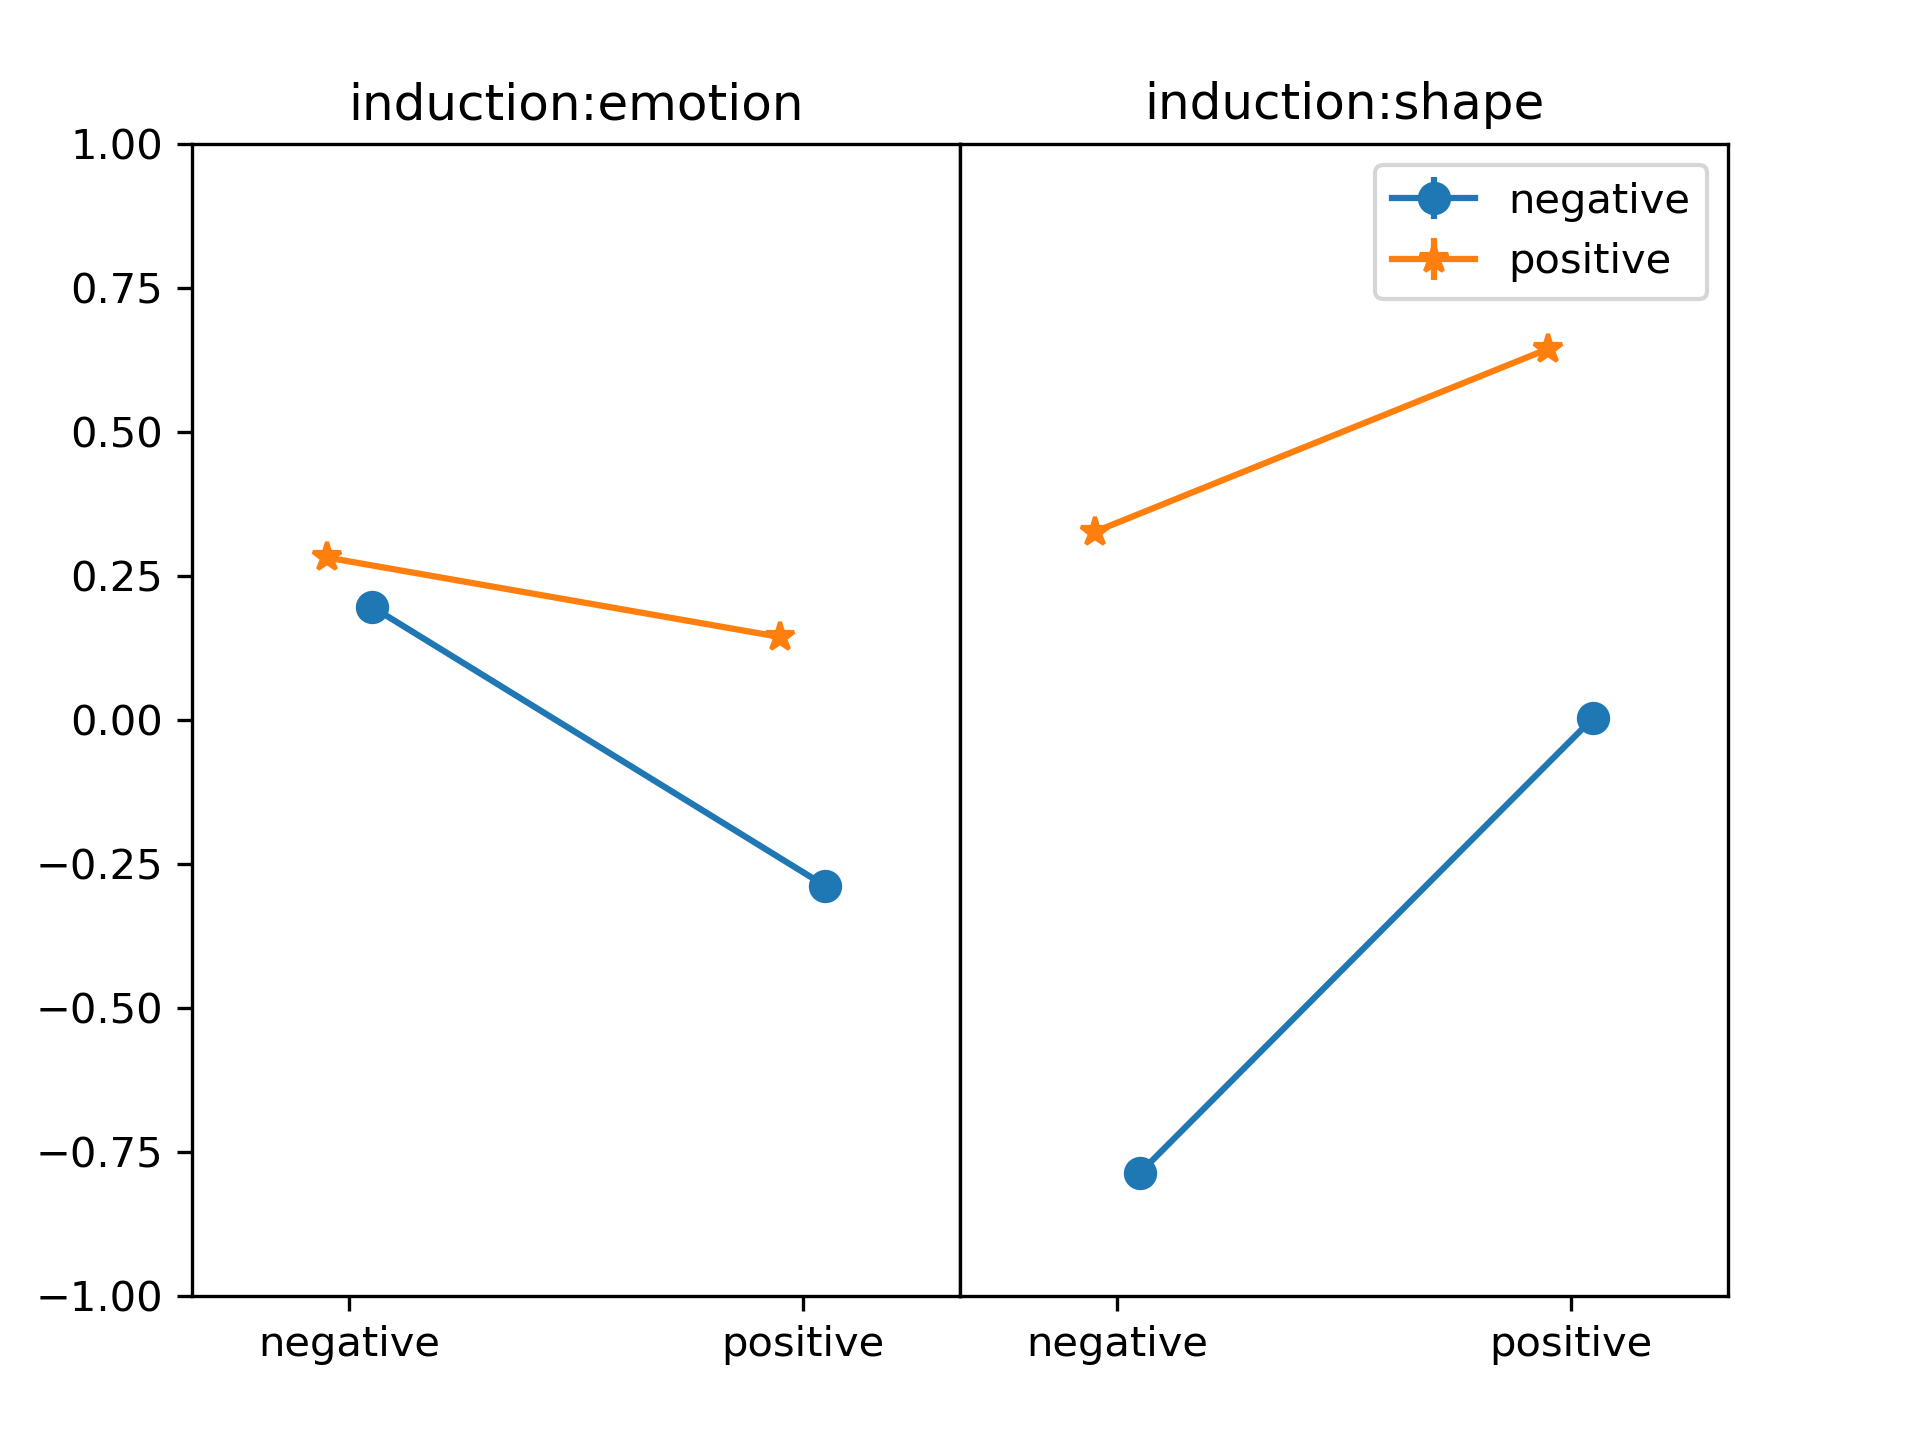 induction:emotion
induction:shape
1.00
0.75
0.50
0.25
0.00
−0.25
−0.50
−0.75
−1.00
negative
positive
negative
positive
negative
positive